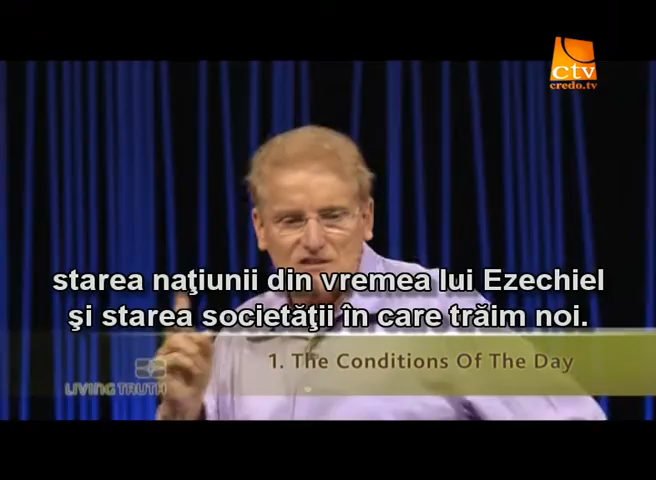 ctv
credo.tv
starea naţiunii din vremea lui Ezechiel
şi starea societăţii în care trăim noi.
1. The Conditions Of The Day
LIVING TRUTH